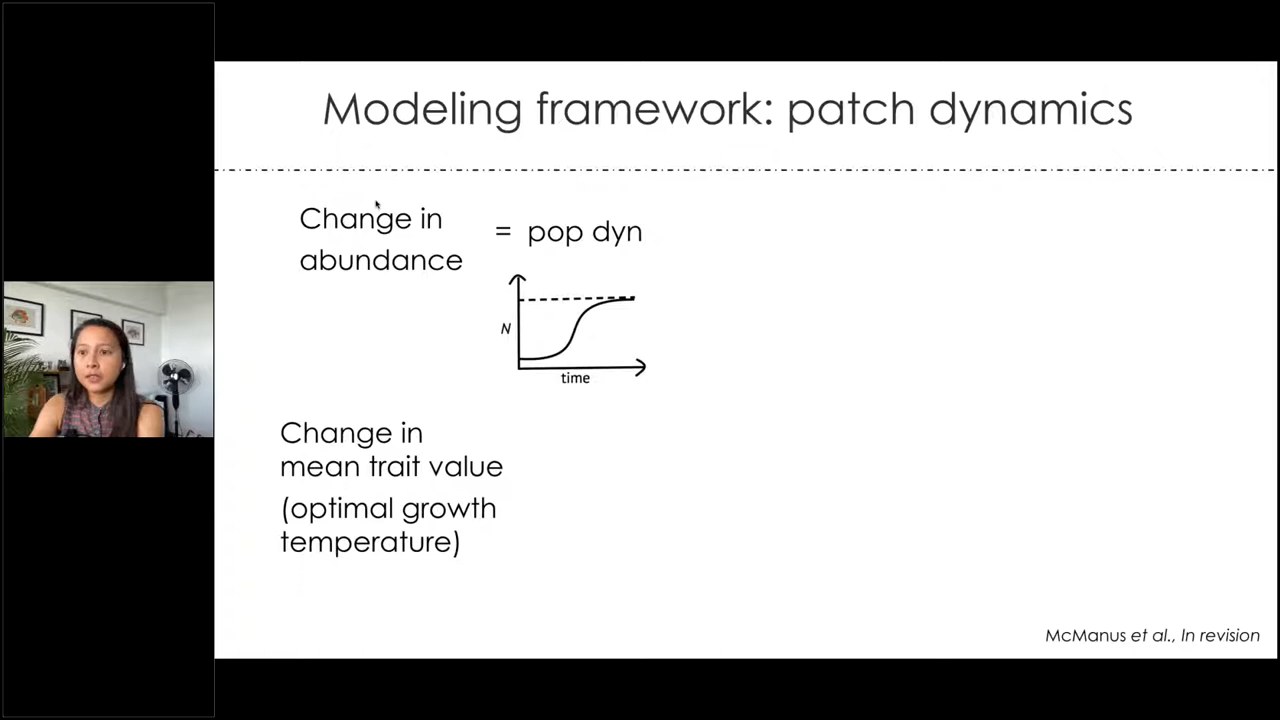 Modeling framework: patch dynamics
Change in
abundance
= pop dyn
N
time
Change in
mean trait value
(optimal growth
temperature)
McManus et al., In revision